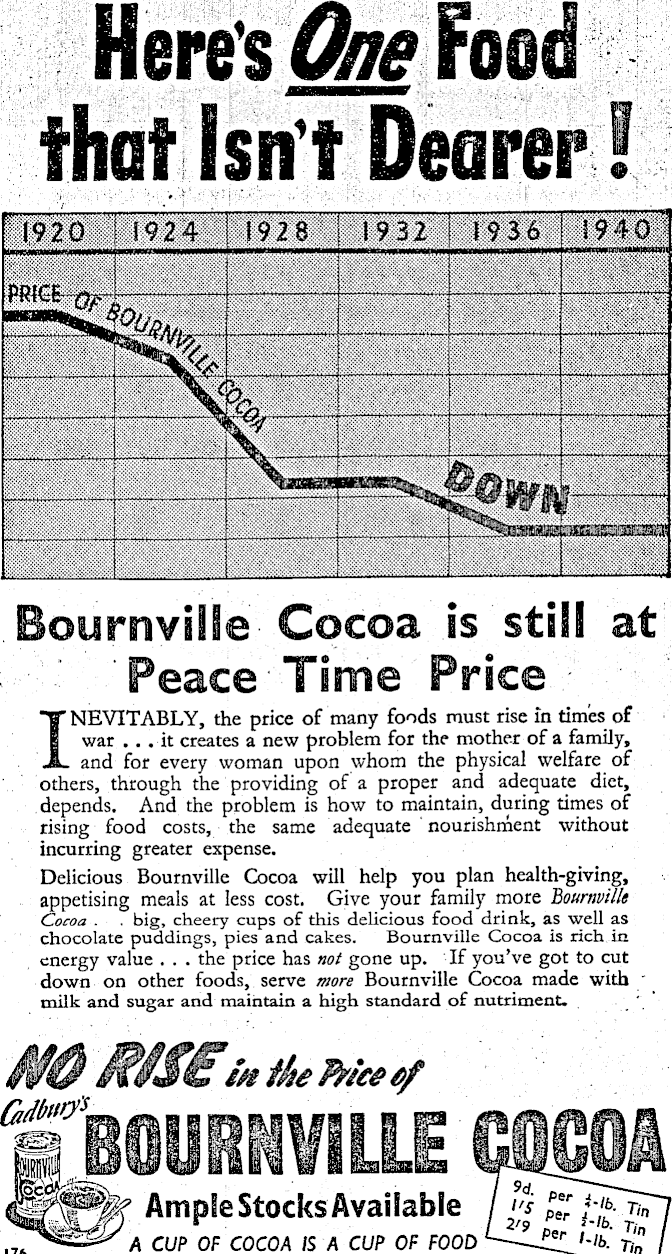 Here's One Food
that Isn't Dearer !
1920 1924 1928 1932 1936 1940
PRICE OF BOURNVILLE COCOA
DOWN
Bournville Cocoa is still at
Peace Time Price
INEVITABLY, the price of many foods must rise in times of
war . . . it creates a new problem for the mother of a family,
and for every woman upon whom the physical welfare of
others, through the providing of a proper and adequate diet,
depends. And the problem is how to maintain, during times of
rising food costs, the same adequate nourishment without
incurring greater expense.
Delicious Bournville Cocoa will help you plan health-giving,
appetising meals at less cost. Give your family more Bournville
Cocoa . . big, cheery cups of this delicious food drink, as well as
chocolate puddings, pies and cakes. Bournville Cocoa is rich in
energy value . . . the price has not gone up. If you've got to cut
down on other foods, serve more Bournville Cocoa made with
milk and sugar and maintain a high standard of nutriment.
NO RISE in the Price of
Cadbury's
BOURNVILLE COCOA
BOURNVILLE
COCOA
Ample Stocks Available
9d. per ¼-lb. Tin
1'5 per ½-lb. Tin
2'9 per 1-lb. Tin
A CUP OF COCOA IS A CUP OF FOOD
176